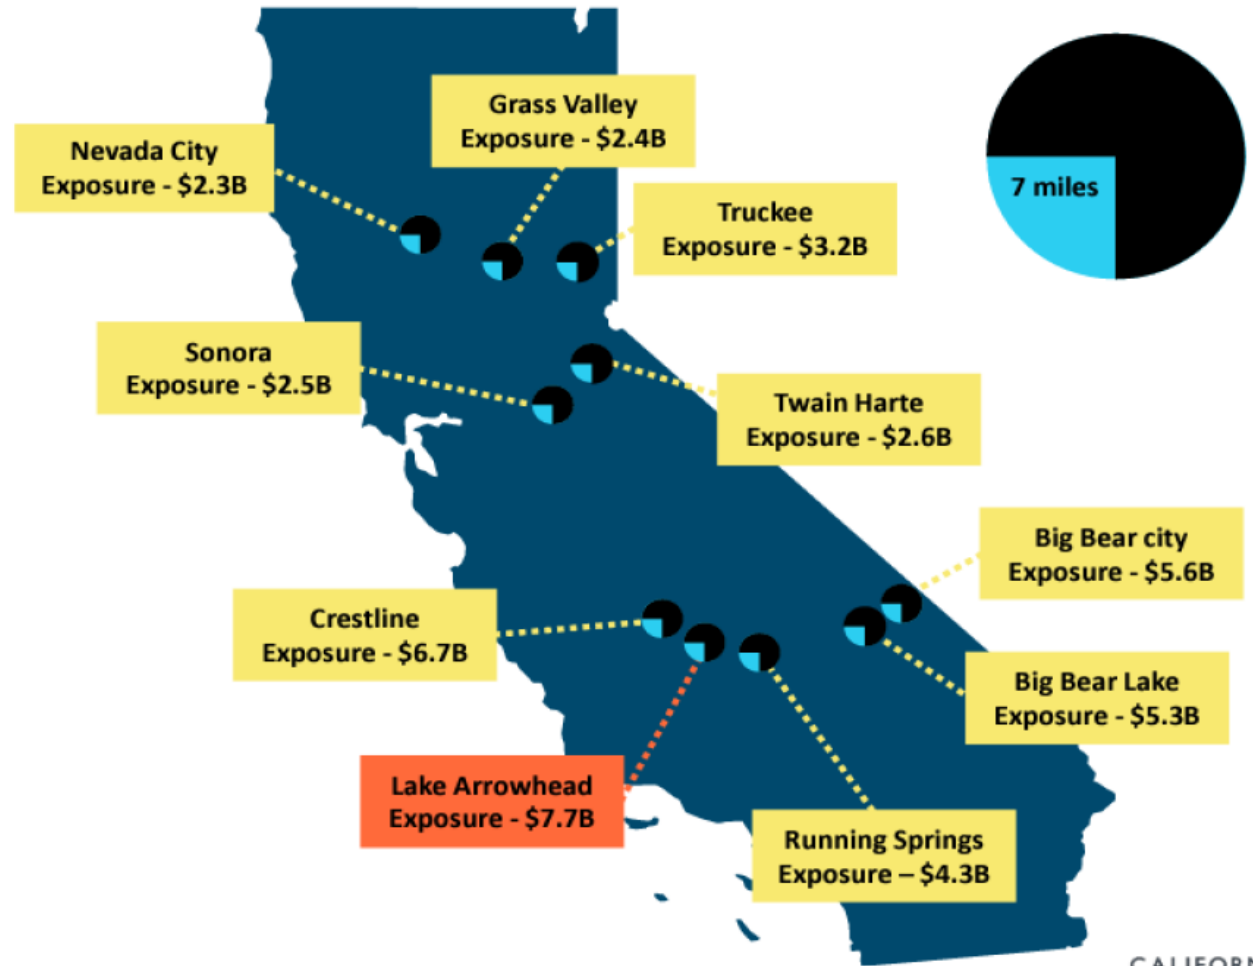 Grass Valley
Exposure - $2.4B
Nevada City
Exposure - $2.3B
7 miles
Truckee
Exposure - $3.2B
Sonora
Exposure - $2.5B
Twain Harte
Exposure - $2.6B
Big Bear city
Exposure - $5.6B
Crestline
Exposure - $6.7B
Big Bear Lake
Exposure - $5.3B
Lake Arrowhead
Exposure - $7.7B
Running Springs
Exposure – $4.3B